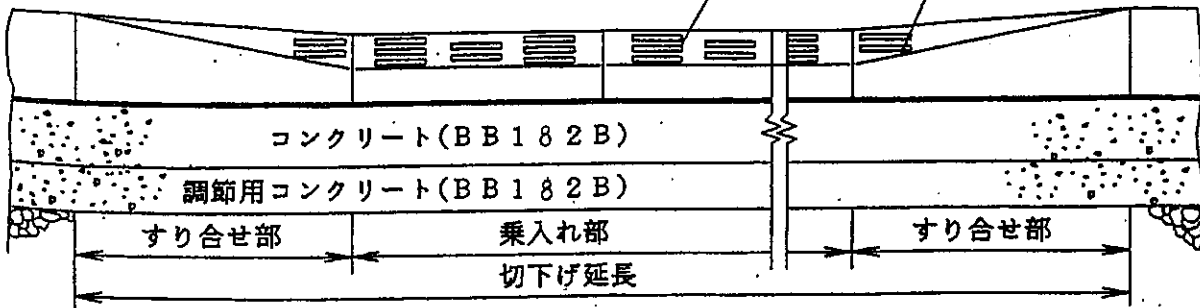 コンクリート(BB182B)
調節用コンクリート(BB182B)
すり合せ部
乗入れ部
すり合せ部
切下げ延長